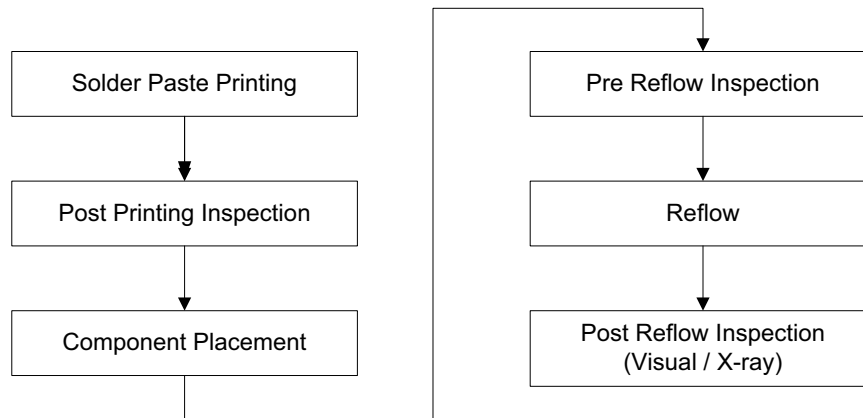 Solder Paste Printing
Post Printing Inspection
Component Placement
Pre Reflow Inspection
Reflow
Post Reflow Inspection
(Visual / X-ray)